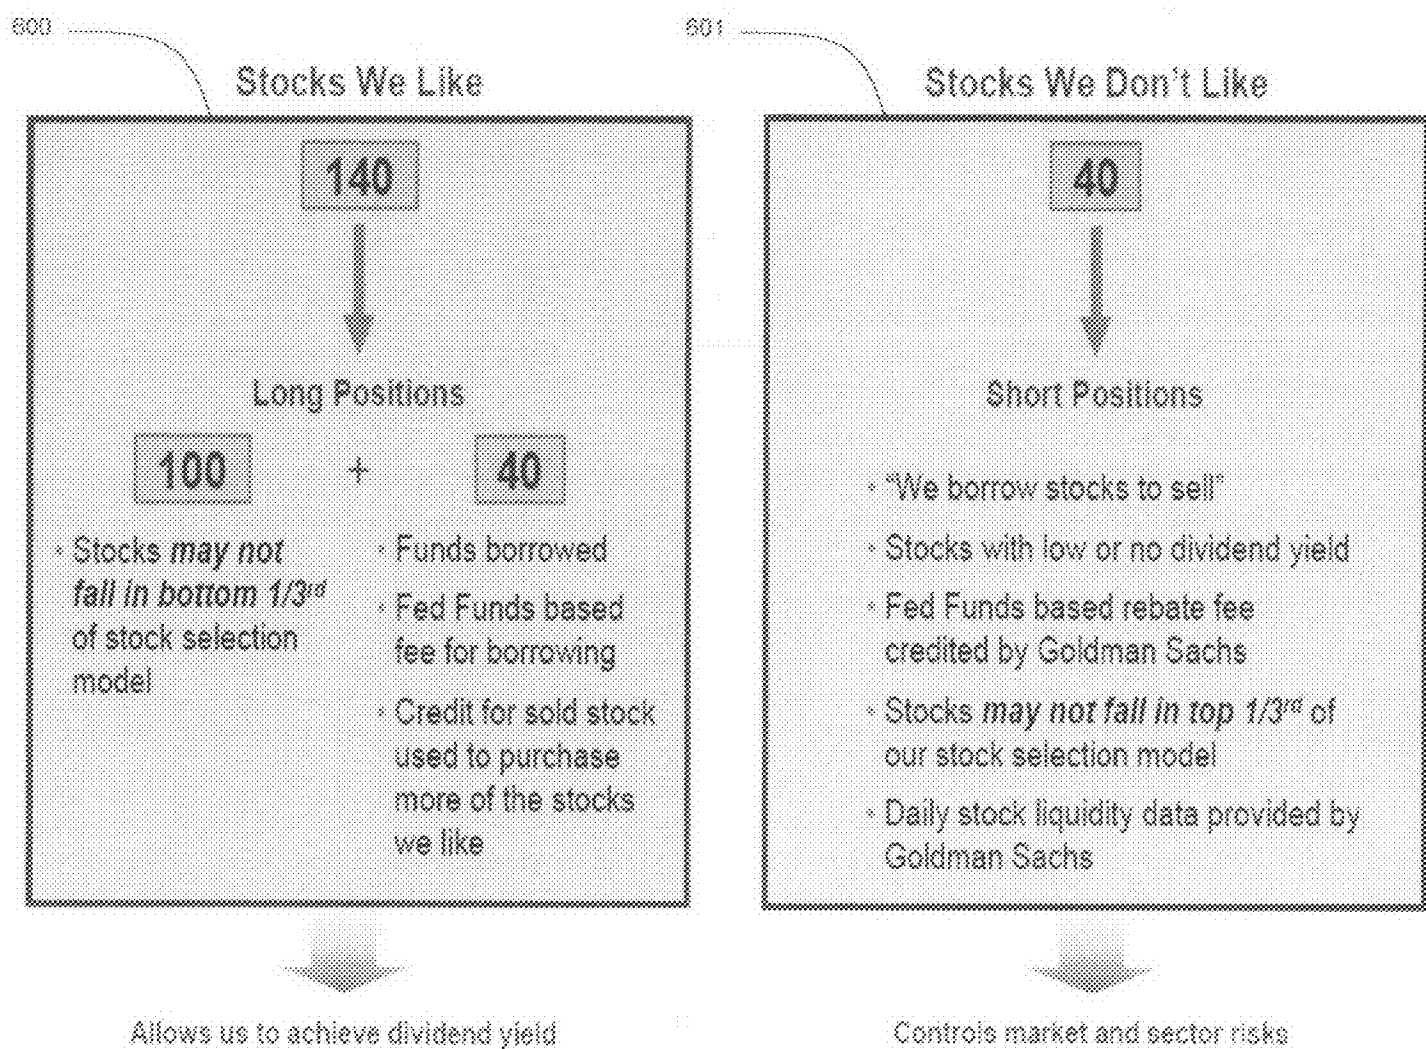 600
601
Stocks We Like
Stocks We Don't Like
140
Long Positions
100 + 40
· Stocks may not
fall in bottom 1/3rd
of stock selection
model
· Funds borrowed
· Fed Funds based
fee for borrowing
· Credit for sold stock
used to purchase
more of the stocks
we like
40
Short Positions
· "We borrow stocks to sell"
· Stocks with low or no dividend yield
· Fed Funds based rebate fee
credited by Goldman Sachs
· Stocks may not fall in top 1/3rd of
our stock selection model
· Daily stock liquidity data provided by
Goldman Sachs
Allows us to achieve dividend yield
Controls market and sector risks